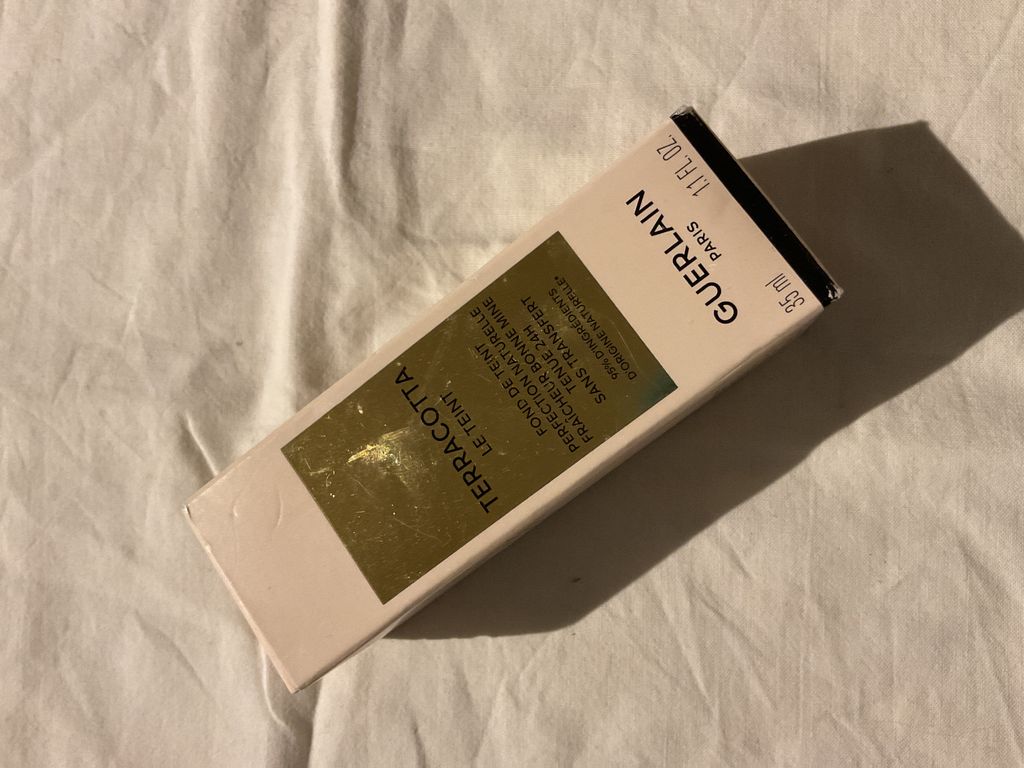 TERRACOTTA
LE TEINT
FOND DE TEINT
PERFECTION NATURELLE
FRAÎCHEUR BONNE MINE
TENUE 24H
SANS TRANSFERT
95% D'INGRÉDIENTS
D'ORIGINE NATURELLE*
GUERLAIN
PARIS
35 ml 1.1 FL. OZ.